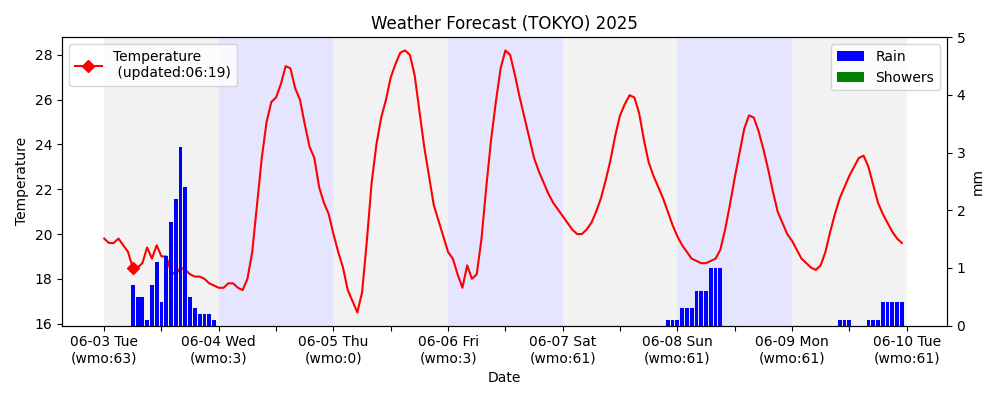 Weather Forecast (TOKYO) 2025
Temperature
(updated:06:19)
Rain
Showers
28
26
24
22
20
18
16
Temperature
5
4
3
2
1
0
mm
06-03 Tue
(wmo:63)
06-04 Wed
(wmo:3)
06-05 Thu
(wmo:0)
06-06 Fri
(wmo:3)
06-07 Sat
(wmo:61)
06-08 Sun
(wmo:61)
06-09 Mon
(wmo:61)
06-10 Tue
(wmo:61)
Date